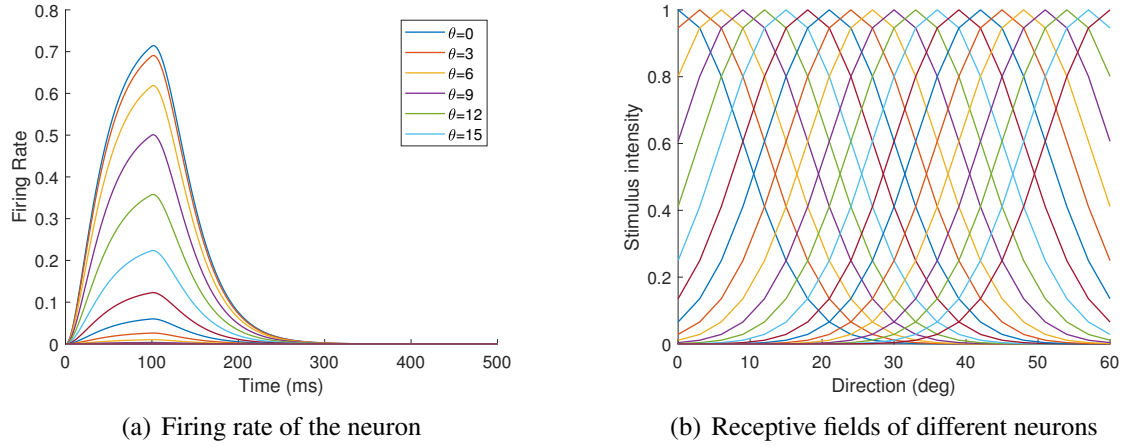 0.8
0.7
0.6
0.5
0.4
0.3
0.2
0.1
0
Firing Rate
0 100 200 300 400 500
Time (ms)
θ=0
θ=3
θ=6
θ=9
θ=12
θ=15
(a) Firing rate of the neuron
1
0.8
0.6
0.4
0.2
0
Stimulus intensity
0 10 20 30 40 50 60
Direction (deg)
(b) Receptive fields of different neurons